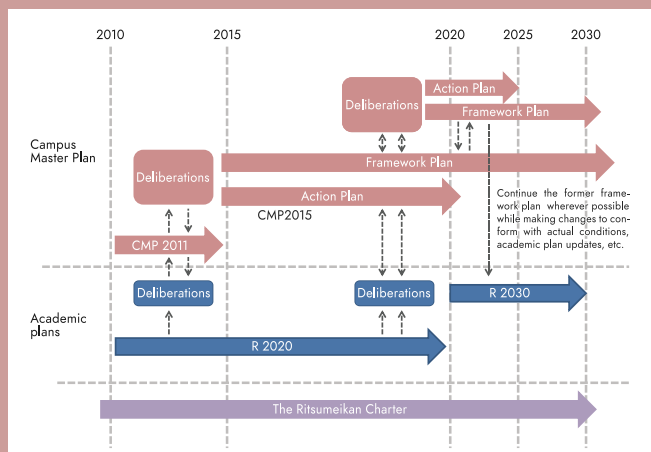 2010
2015
2020
2025
2030
Action Plan
Deliberations
Framework Plan
Campus
Master Plan
Framework Plan
Deliberations
Action Plan
CMP2015
Continue the former frame-
work plan wherever possible
while making changes to con-
form with actual conditions,
academic plan updates, etc.
CMP 2011
Deliberations
Deliberations
R 2030
Academic
plans
R 2020
The Ritsumeikan Charter